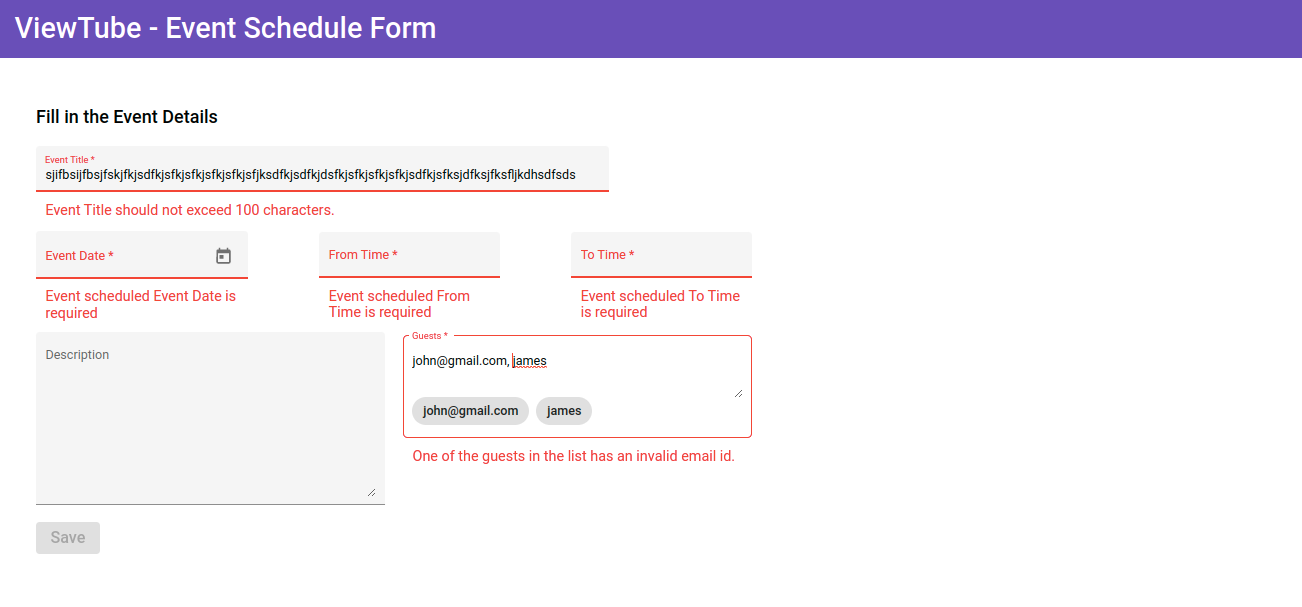 ViewTube - Event Schedule Form
Fill in the Event Details
Event Title *
sjifbsijfbsjfskjfkjsdfkjsfkjsfkjsfkjsfkjsfjksdfkjsdfkjdsfkjsfkjsfkjsfkjsdfkjsfksjdfksjfksfljkdhsdfsds
Event Title should not exceed 100 characters.
Event Date *
From Time *
To Time *
Event scheduled Event Date is
required
Event scheduled From
Time is required
Event scheduled To Time
is required
Description
Guests *
john@gmail.com, james
john@gmail.com
james
One of the guests in the list has an invalid email id.
Save